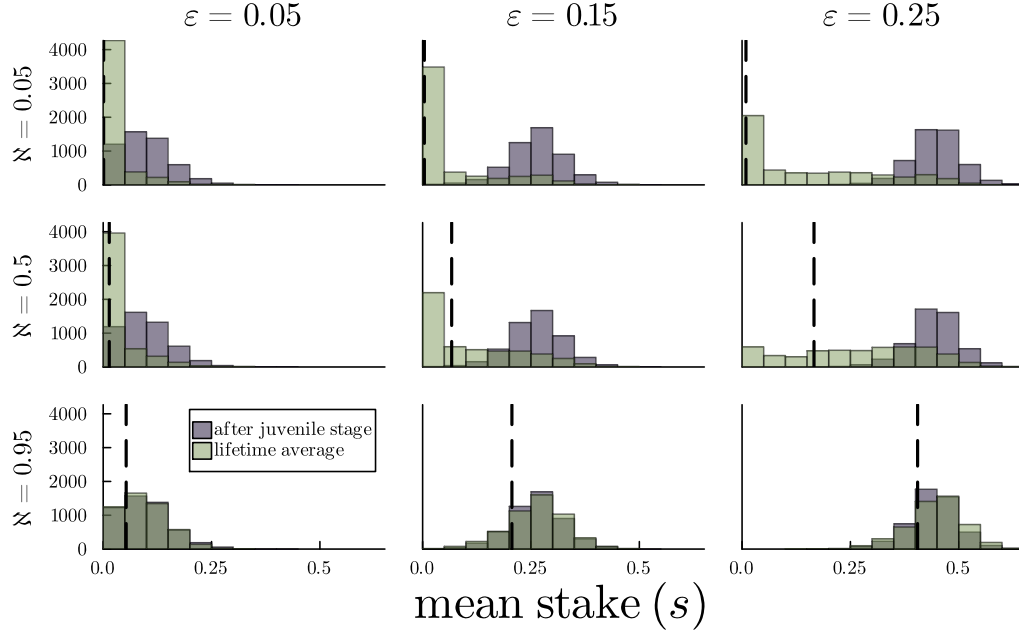 ε = 0.05 ε = 0.15 ε = 0.25
ℵ = 0.05
4000
3000
2000
1000
0
ℵ = 0.5
4000
3000
2000
1000
0
ℵ = 0.95
4000
3000
2000
1000
0
after juvenile stage
lifetime average
0.0 0.25 0.5 0.0 0.25 0.5 0.0 0.25 0.5
mean stake (s)